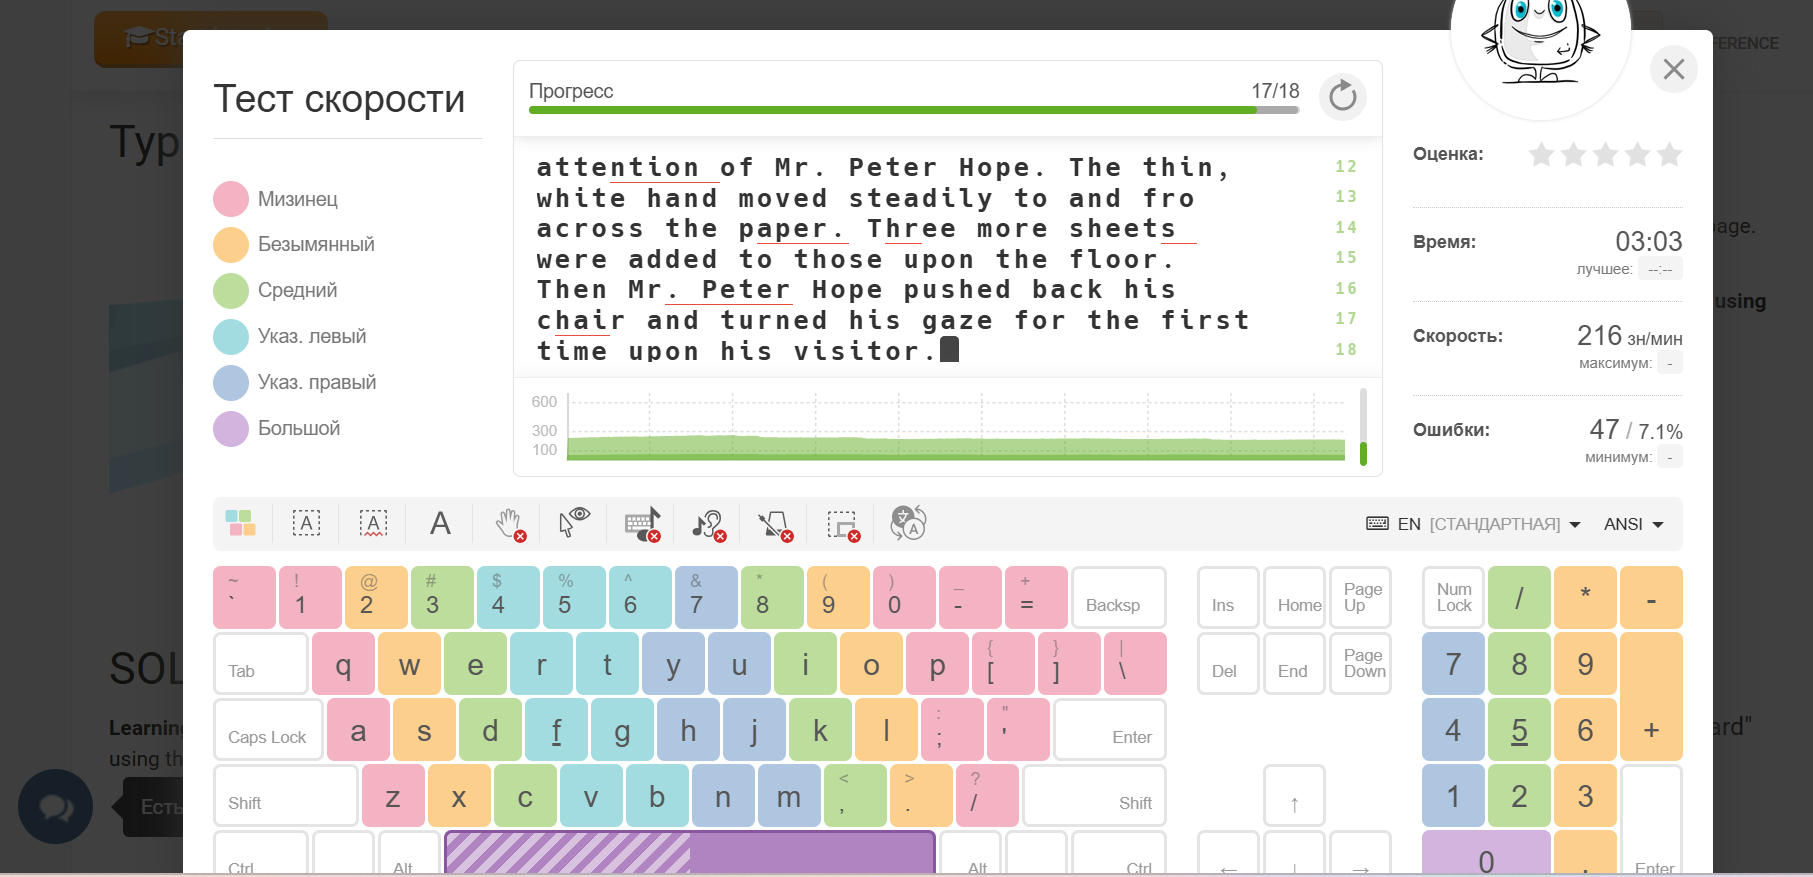 Sta
FERENCE
Typ
age.
using
SOL
Learning
using th
ard"
Есть
Тест скорости
Мизинец
Безымянный
Средний
Указ. левый
Указ. правый
Большой
Прогресс
17/18
attention of Mr. Peter Hope. The thin, 12
white hand moved steadily to and fro 13
across the paper. Three more sheets 14
were added to those upon the floor. 15
Then Mr. Peter Hope pushed back his 16
chair and turned his gaze for the first 17
time upon his visitor. 18
600
300
100
Оценка:
Время: 03:03
лучшее: --:--
Скорость: 216 зн/мин
максимум: -
Ошибки: 47 / 7.1%
минимум: -
A A A A
EN [СТАНДАРТНАЯ] ANSI
~ ! @ # $ % ^ & * ( ) _ +
` 1 2 3 4 5 6 7 8 9 0 - = Backsp
Tab q w e r t y u i o p { [ } ] | \
Caps Lock a s d f g h j k l : ; " ' Enter
Shift z x c v b n m < , > . ? / Shift
Ctrl Alt Alt Ctrl
Ins Home Page Up
Del End Page Down
↑
← ↓ →
Num Lock / * -
7 8 9
4 5 6 +
1 2 3
0 . Enter